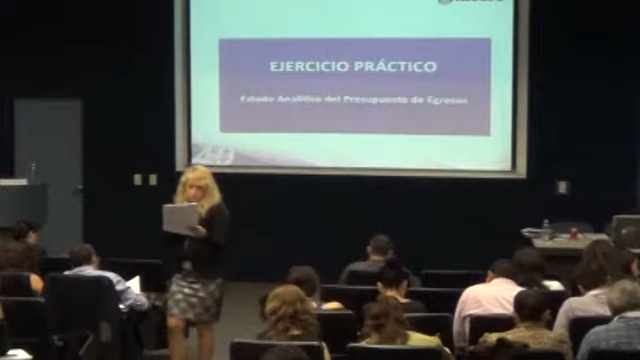 EJERCICIO PRÁCTICO
Estado Analítico del Presupuesto de Egresos